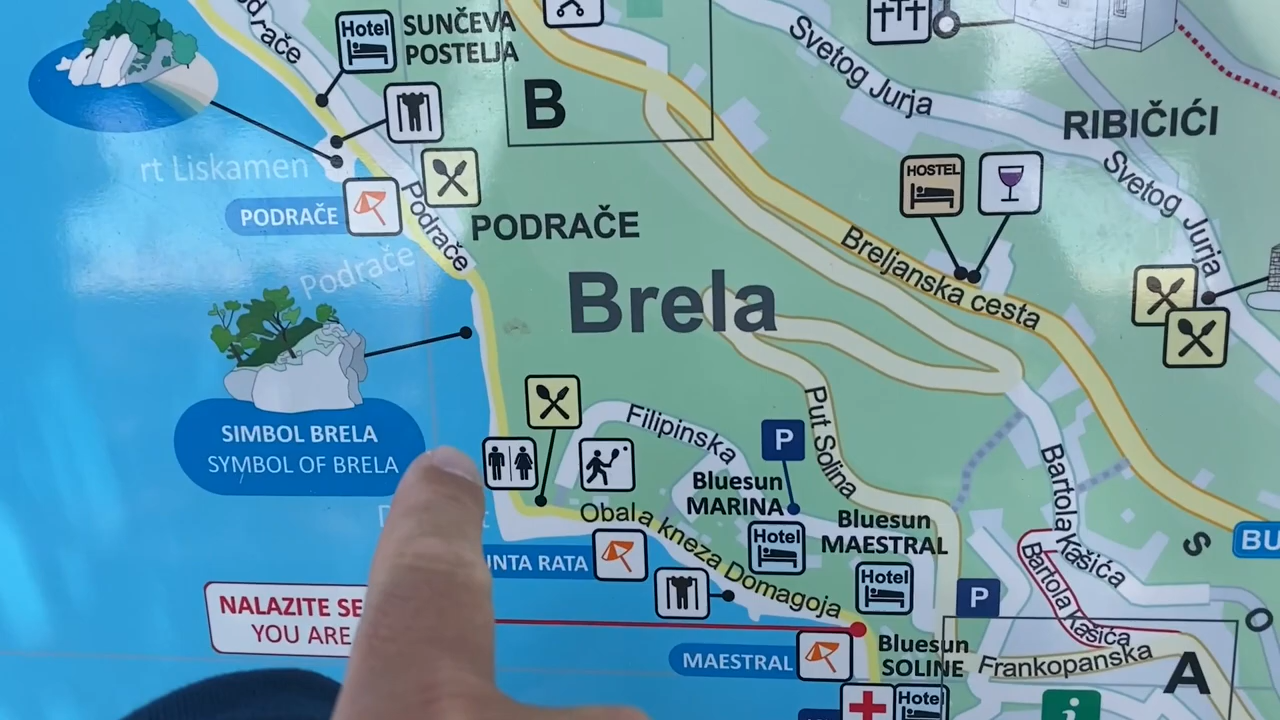 Hotel
SUNČEVA
POSTELJA
Svetog Jurja
B
RIBIČIĆI
rt Liskamen
HOSTEL
Svetog Jurja
PODRAČE
Podrače
PODRAČE
Podrače
Breljanska cesta
Brela
SIMBOL BRELA
SYMBOL OF BRELA
Filipinska
P
Put Solina
Bluesun
MARINA
Bartola Kašića
Obala kneza Domagoja
Bluesun
MAESTRAL
Hotel
Hotel
UNTA RATA
P
Bartola Kašića
NALAZITE SE
YOU ARE
MAESTRAL
Bluesun
SOLINE
Frankopanska
A
Hotel
i
S
O
BU